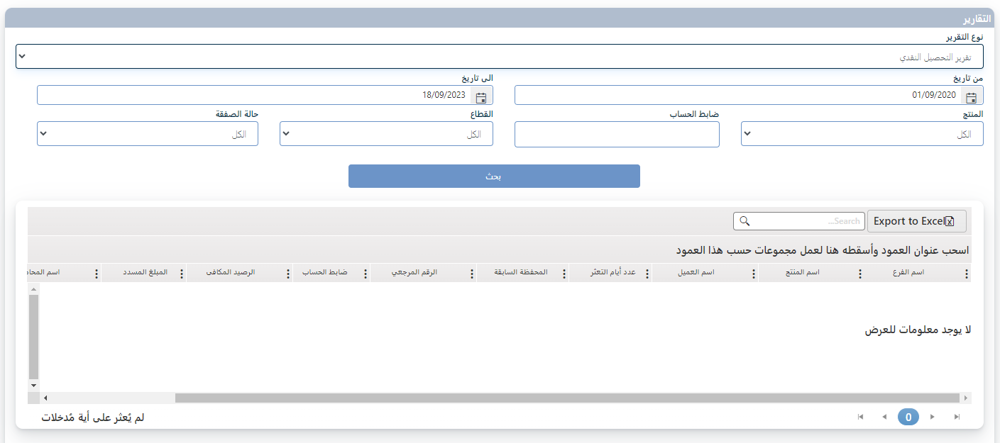 التقارير
نوع التقرير
تقرير التحصيل النقدي
من تاريخ الى تاريخ
01/09/2020 18/09/2023
المنتج ضابط الحساب القطاع حالة الصفقة
الكل الكل الكل
بحث
Export to Excel Search...
اسحب عنوان العمود وأسقطه هنا لعمل مجموعات حسب هذا العمود
اسم الفرع اسم المنتج اسم العميل عدد أيام التعثر المحفظة السابقة الرقم المرجعي ضابط الحساب الرصيد المكافى المبلغ المسدد اسم المحا
لا يوجد معلومات للعرض
0 لم يُعثر على أية مُدخلات